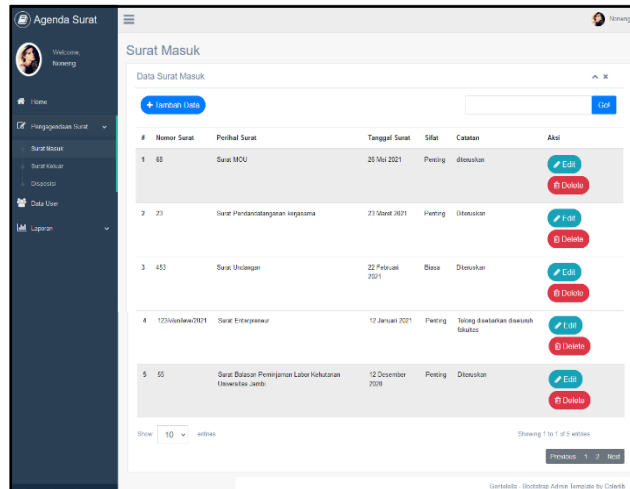 Agenda Surat
Noneng
Welcome,
Noneng
Surat Masuk
Data Surat Masuk
Home
+ Tambah Data
Go!
Pengagendaan Surat
# Nomor Surat Perihal Surat Tanggal Surat Sifat Catatan Aksi
Surat Masuk
Surat Keluar
Disposisi
Data User
Laporan
1 68 Surat MOU 26 Mei 2021 Penting diteruskan Edit
Delete
2 23 Surat Pendandatanganan kerjasama 23 Maret 2021 Penting Diteruskan Edit
Delete
3 453 Surat Undangan 22 Februari Biasa Diteruskan Edit
2021
Delete
4 Surat Enterpreneur 12 Januari 2021 Penting Tolong disebarkan diseluruh Edit
fakultas
Delete
5 55 Surat Balasan Peminjaman Labor Kehutanan 12 Desember Penting Diteruskan Edit
Universitas Jambi 2020
Delete
Show 10 entries Showing 1 to 1 of 5 entries
Previous 1 2 Next
Gentelella - Bootstrap Admin Template by Colorlib